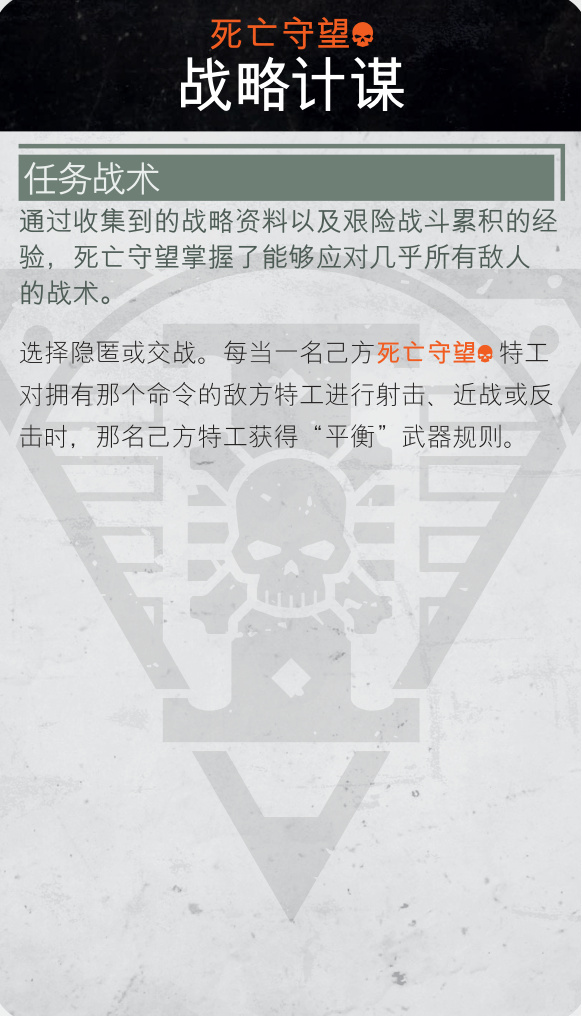 死亡守望
战略计谋
任务战术
通过收集到的战略资料以及艰险战斗累积的经
验，死亡守望掌握了能够应对几乎所有敌人
的战术。
选择隐匿或交战。每当一名己方死亡守望特工
对拥有那个命令的敌方特工进行射击、近战或反
击时，那名己方特工获得“平衡”武器规则。